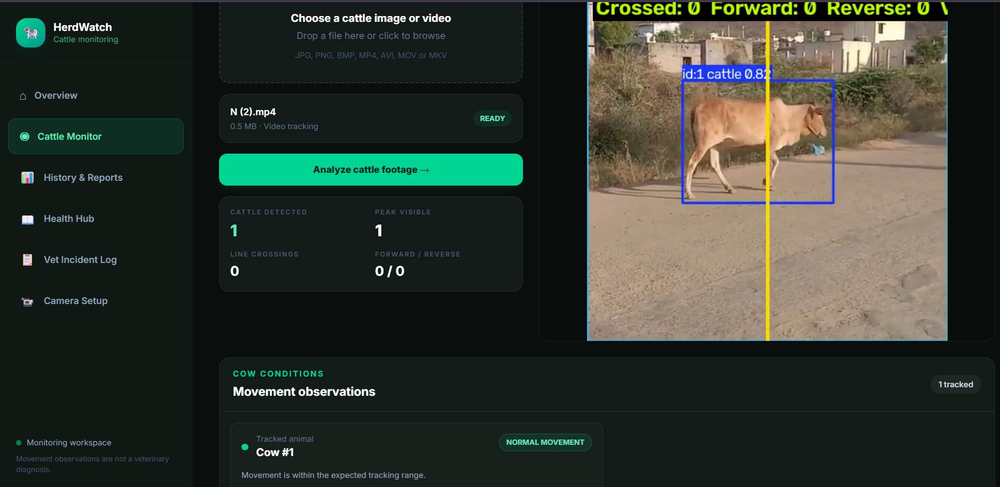 HerdWatch
Cattle monitoring
Overview
Cattle Monitor
History & Reports
Health Hub
Vet Incident Log
Camera Setup
Monitoring workspace
Movement observations are not a veterinary
diagnosis.
Choose a cattle image or video
Drop a file here or click to browse
JPG, PNG, BMP, MP4, AVI, MOV or MKV
N (2).mp4
0.5 MB · Video tracking
READY
Analyze cattle footage →
CATTLE DETECTED
1
PEAK VISIBLE
1
LINE CROSSINGS
0
FORWARD / REVERSE
0 / 0
Crossed: 0 Forward: 0 Reverse: 0
id:1 cattle 0.82
COW CONDITIONS
Movement observations
1 tracked
Tracked animal
Cow #1
NORMAL MOVEMENT
Movement is within the expected tracking range.